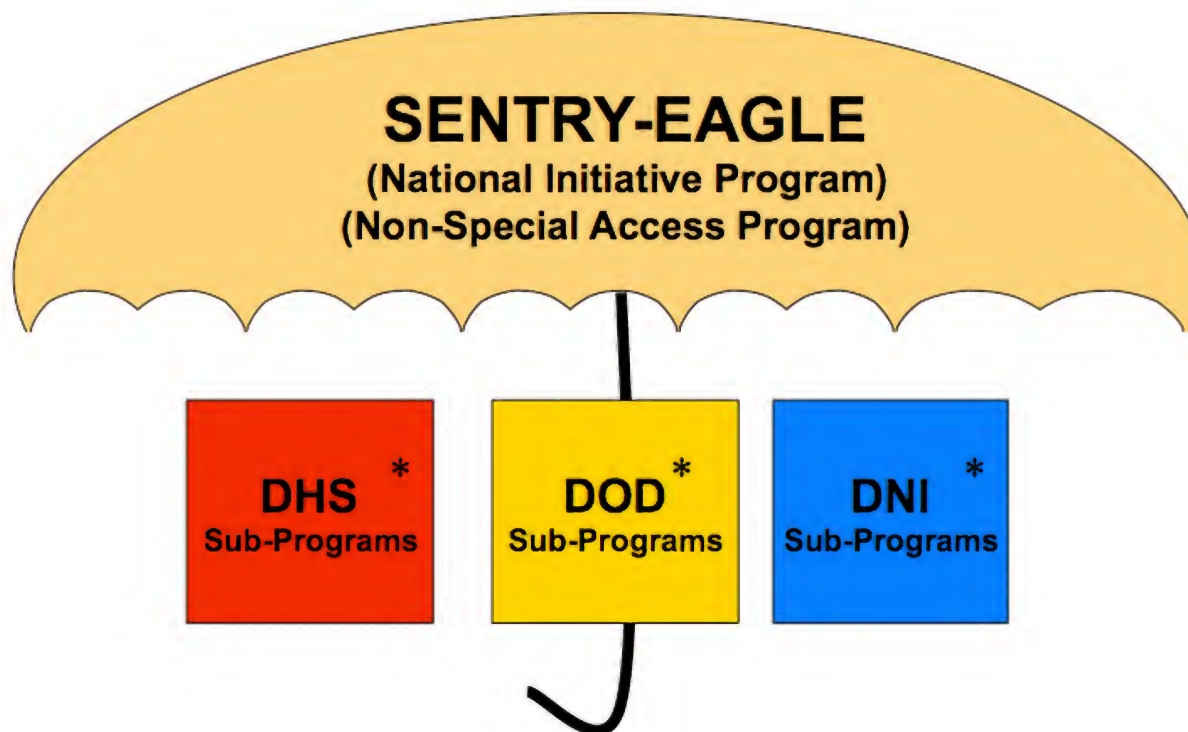 SENTRY-EAGLE
(National Initiative Program)
(Non-Special Access Program)
DHS *
Sub-Programs
DOD *
Sub-Programs
DNI *
Sub-Programs